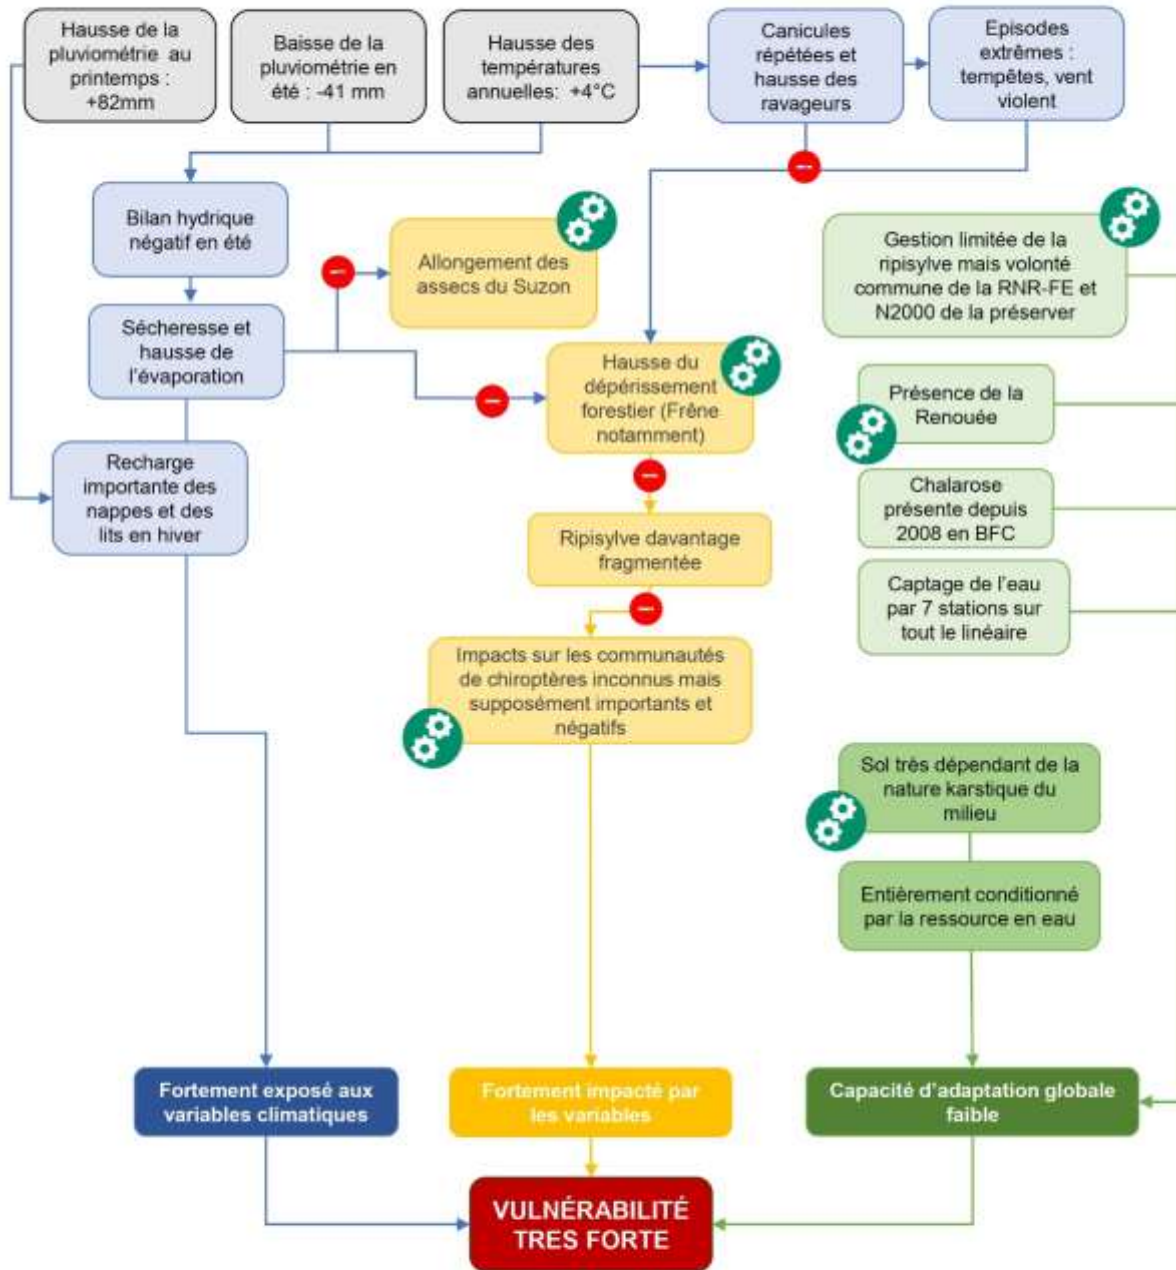 Hausse de la
pluviométrie au
printemps :
+82mm
Baisse de la
pluviométrie en
été : -41 mm
Hausse des
températures
annuelles: +4°C
Canicules
répétées et
hausse des
ravageurs
Episodes
extrêmes :
tempêtes, vent
violent
Bilan hydrique
négatif en été
Allongement des
assecs du Suzon
Gestion limitée de la
ripisylve mais volonté
commune de la RNR-FE et
N2000 de la préserver
Sécheresse et
hausse de
l'évaporation
Hausse du
dépérissement
forestier (Frêne
notamment)
Présence de la
Renouée
Recharge
importante des
nappes et des
lits en hiver
Chalarose
présente depuis
2008 en BFC
Ripisylve davantage
fragmentée
Captage de l'eau
par 7 stations sur
tout le linéaire
Impacts sur les communautés
de chiroptères inconnus mais
supposément importants et
négatifs
Sol très dépendant de la
nature karstique du
milieu
Entièrement conditionné
par la ressource en eau
Fortement exposé aux
variables climatiques
Fortement impacté par
les variables
Capacité d'adaptation globale
faible
VULNÉRABILITÉ
TRES FORTE